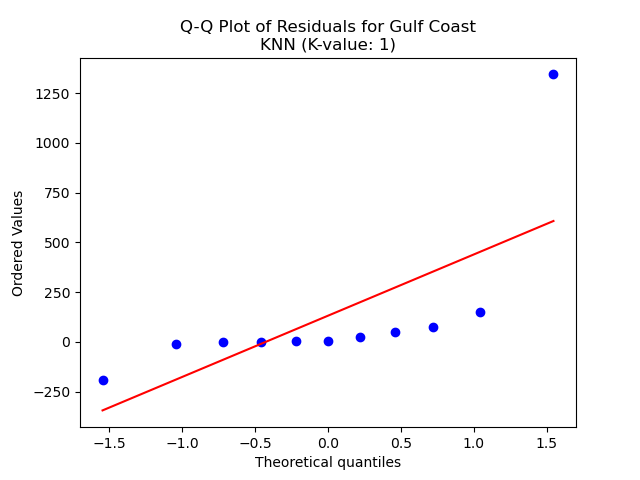 Q-Q Plot of Residuals for Gulf Coast
KNN (K-value: 1)
1250
1000
750
500
250
0
−250
Ordered Values
−1.5 −1.0 −0.5 0.0 0.5 1.0 1.5
Theoretical quantiles